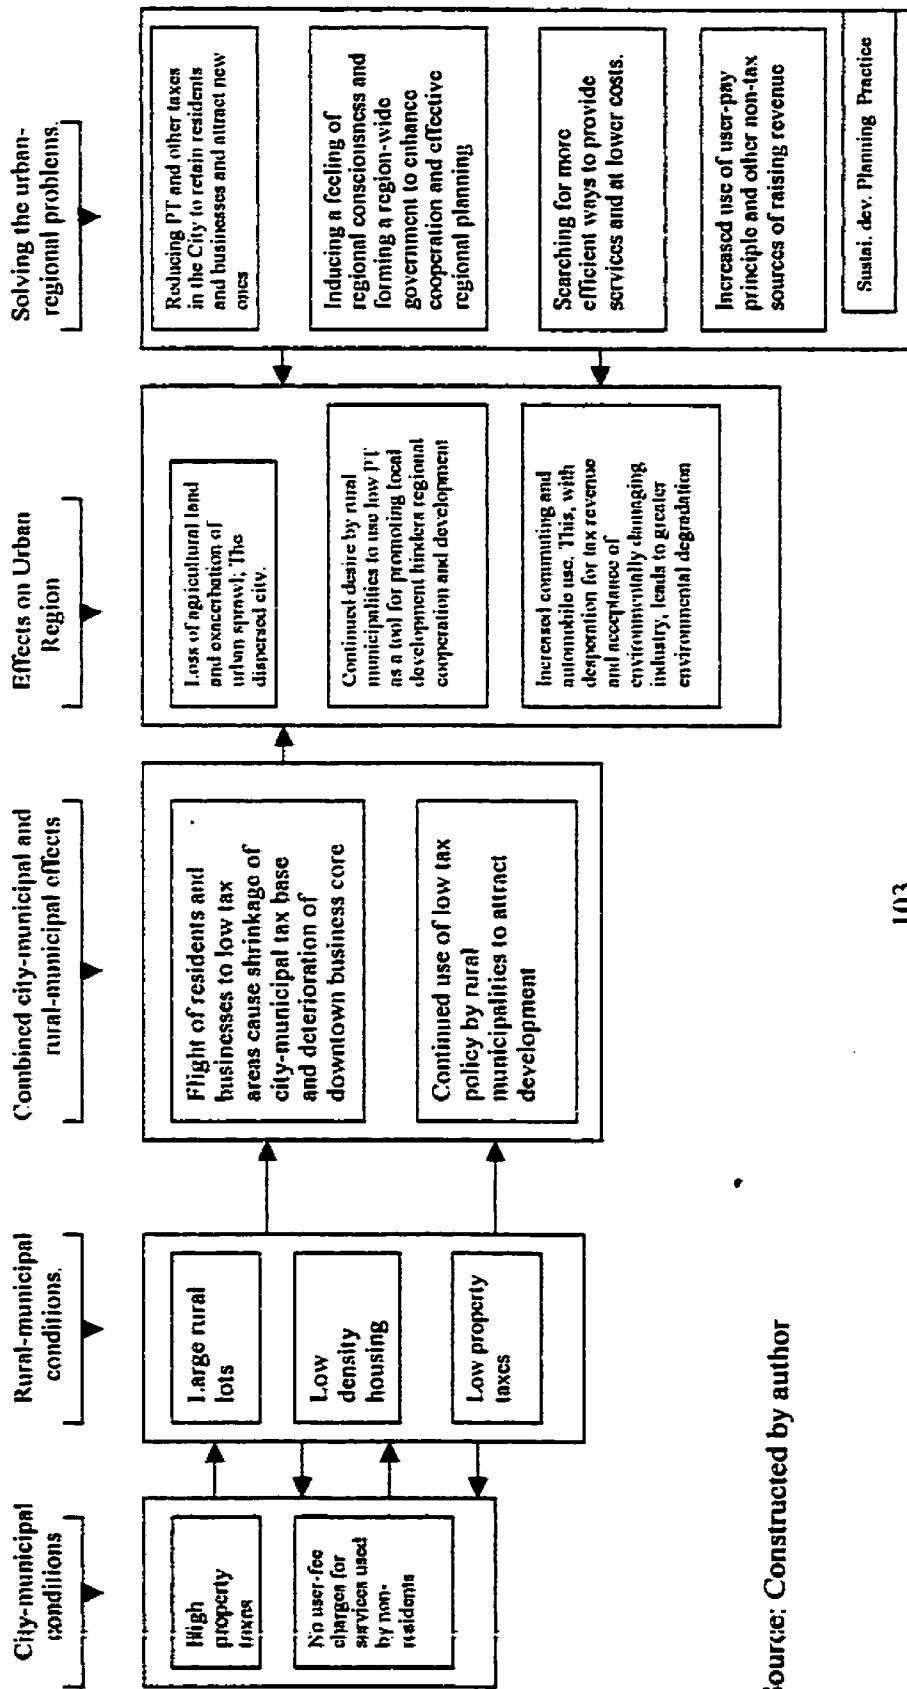 City-municipal
conditions
High
property
taxes
No user-fee
charges for
services used
by non-
residents
Rural-municipal
conditions.
Large rural
lots
Low
density
housing
Low property
taxes
Combined city-municipal and
rural-municipal effects
Flight of residents and
businesses to low tax
areas cause shrinkage of
city-municipal tax base
and deterioration of
downtown business core
Continued use of low tax
policy by rural
municipalities to attract
development
Effects on Urban
Region
Loss of agricultural land
and exacerbation of
urban sprawl; The
dispersed city.
Continued desire by rural
municipalities to use low PT
as a tool for promoting local
development hinders regional
cooperation and development
Increased commuting and
automobile use. This, with
desperation for tax revenue
and acceptance of
environmentally damaging
industry, leads to greater
environmental degradation
Solving the urban-
regional problems.
Reducing PT and other taxes
in the City to retain residents
and businesses and attract new
ones
Inducing a feeling of
regional consciousness and
forming a region-wide
government to enhance
cooperation and effective
regional planning
Searching for more
efficient ways to provide
services and at lower costs.
Increased use of user-pay
principle and other non-tax
sources of raising revenue
Sustai. dev. Planning Practice
Source: Constructed by author
103